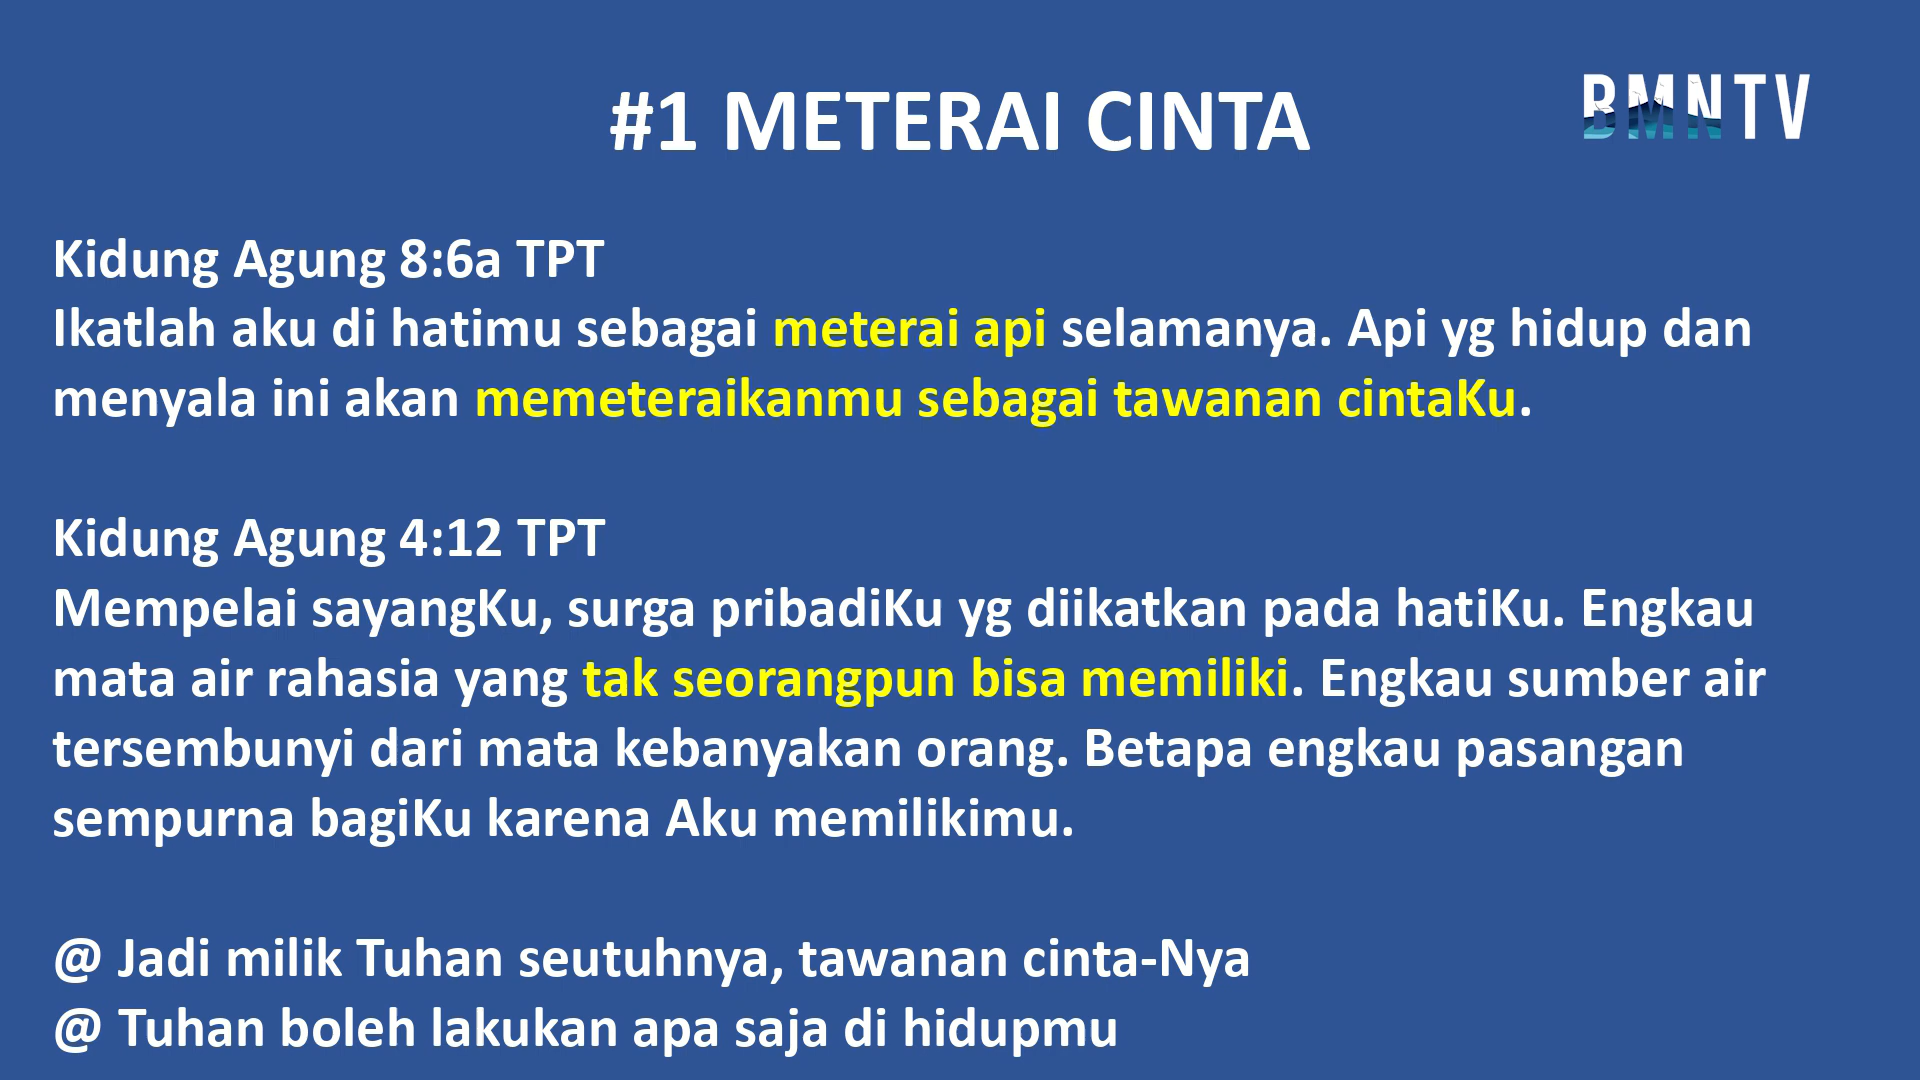 #1 METERAI CINTA
BMNTV
Kidung Agung 8:6a TPT
Ikatlah aku di hatimu sebagai meterai api selamanya. Api yg hidup dan
menyala ini akan memeteraikanmu sebagai tawanan cintaKu.
Kidung Agung 4:12 TPT
Mempelai sayangKu, surga pribadiKu yg diikatkan pada hatiKu. Engkau
mata air rahasia yang tak seorangpun bisa memiliki. Engkau sumber air
tersembunyi dari mata kebanyakan orang. Betapa engkau pasangan
sempurna bagiKu karena Aku memilikimu.
@ Jadi milik Tuhan seutuhnya, tawanan cinta-Nya
@ Tuhan boleh lakukan apa saja di hidupmu